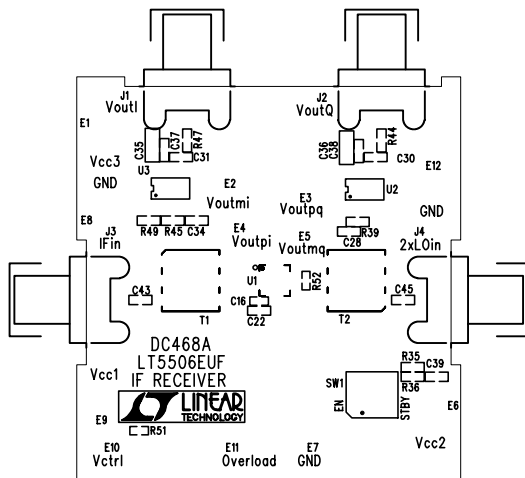 J1
VoutI
J2
VoutQ
E1
C35
C37
R47
C31
U3
Vcc3
GND
C36
C38
R44
C30
E12
U2
GND
E2
Voutmi
E3
Voutpq
E8
R49 R45 C34
E4
Voutpi
E5
Voutmq
R39
C28
J3
IFin
J4
2xLOin
C43
T1
U1
R52
C16
C22
T2
C45
DC468A
LT5506EUF
IF RECEIVER
LT LINEAR
TECHNOLOGY
Vcc1
SW1
EN
STBY
R35
R36
C39
E6
E9
R51
Vcc2
E10
Vctrl
E11
Overload
E7
GND